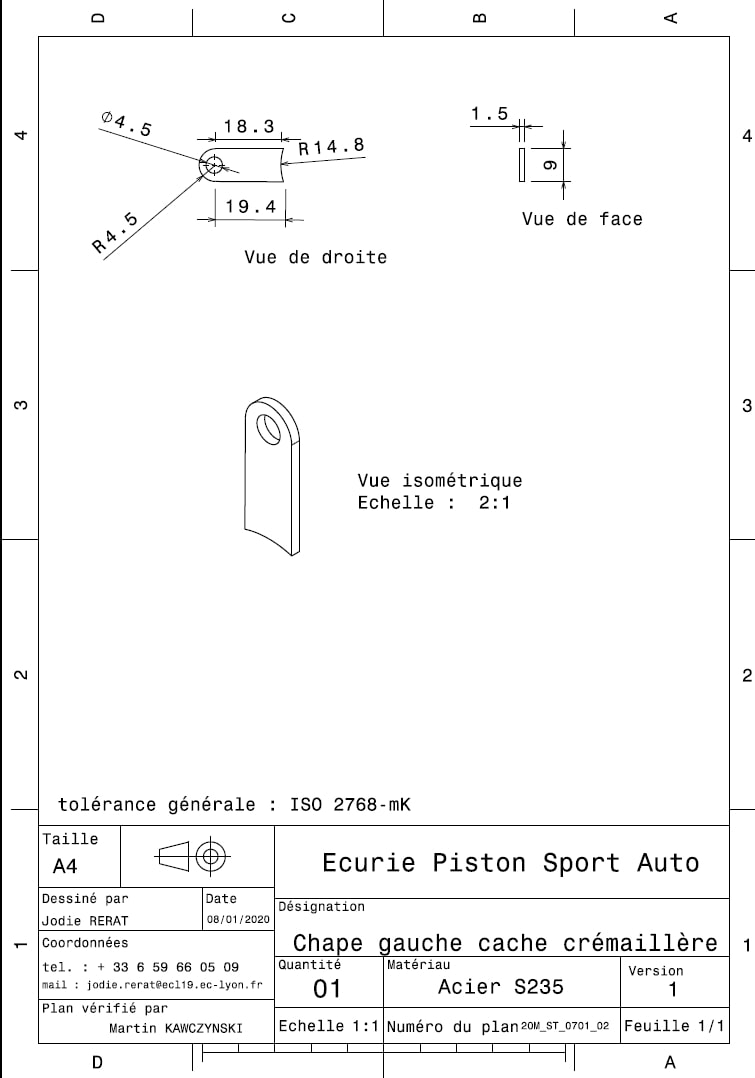 D C B A
4 4
Ø4.5
18.3
R14.8
R4.5
19.4
Vue de droite
1.5
9
Vue de face
3 3
Vue isométrique
Echelle : 2:1
2 2
tolérance générale : ISO 2768-mK
Taille
A4
Ecurie Piston Sport Auto
Dessiné par
Jodie RERAT
Date
08/01/2020
Désignation
Chape gauche cache crémaillère
1 1
Coordonnées
tel. : + 33 6 59 66 05 09
mail : jodie.rerat@ecl19.ec-lyon.fr
Quantité
01
Matériau
Acier S235
Version
1
Plan vérifié par
Martin KAWCZYNSKI
Echelle 1:1
Numéro du plan 20M_ST_0701_02
Feuille 1/1
D A